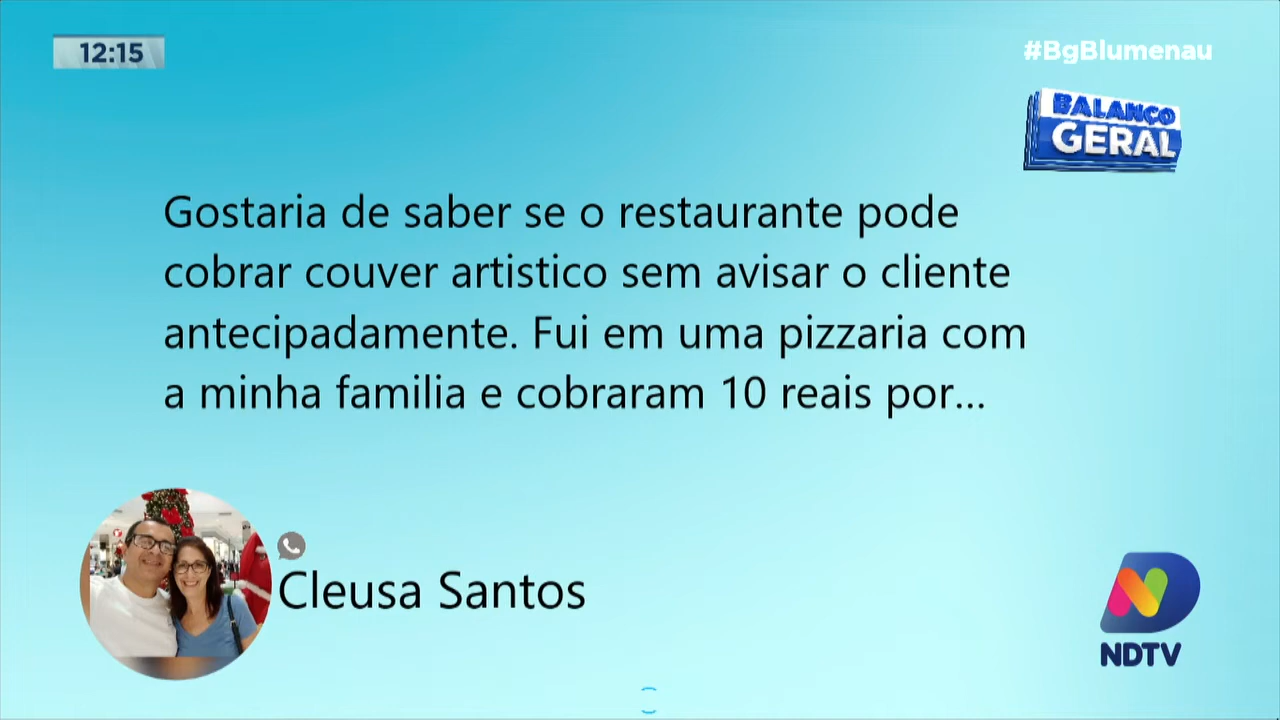 12:15
#BgBlumenau
BALANÇO
GERAL
Gostaria de saber se o restaurante pode
cobrar couver artistico sem avisar o cliente
antecipadamente. Fui em uma pizzaria com
a minha familia e cobraram 10 reais por...
Cleusa Santos
NDTV